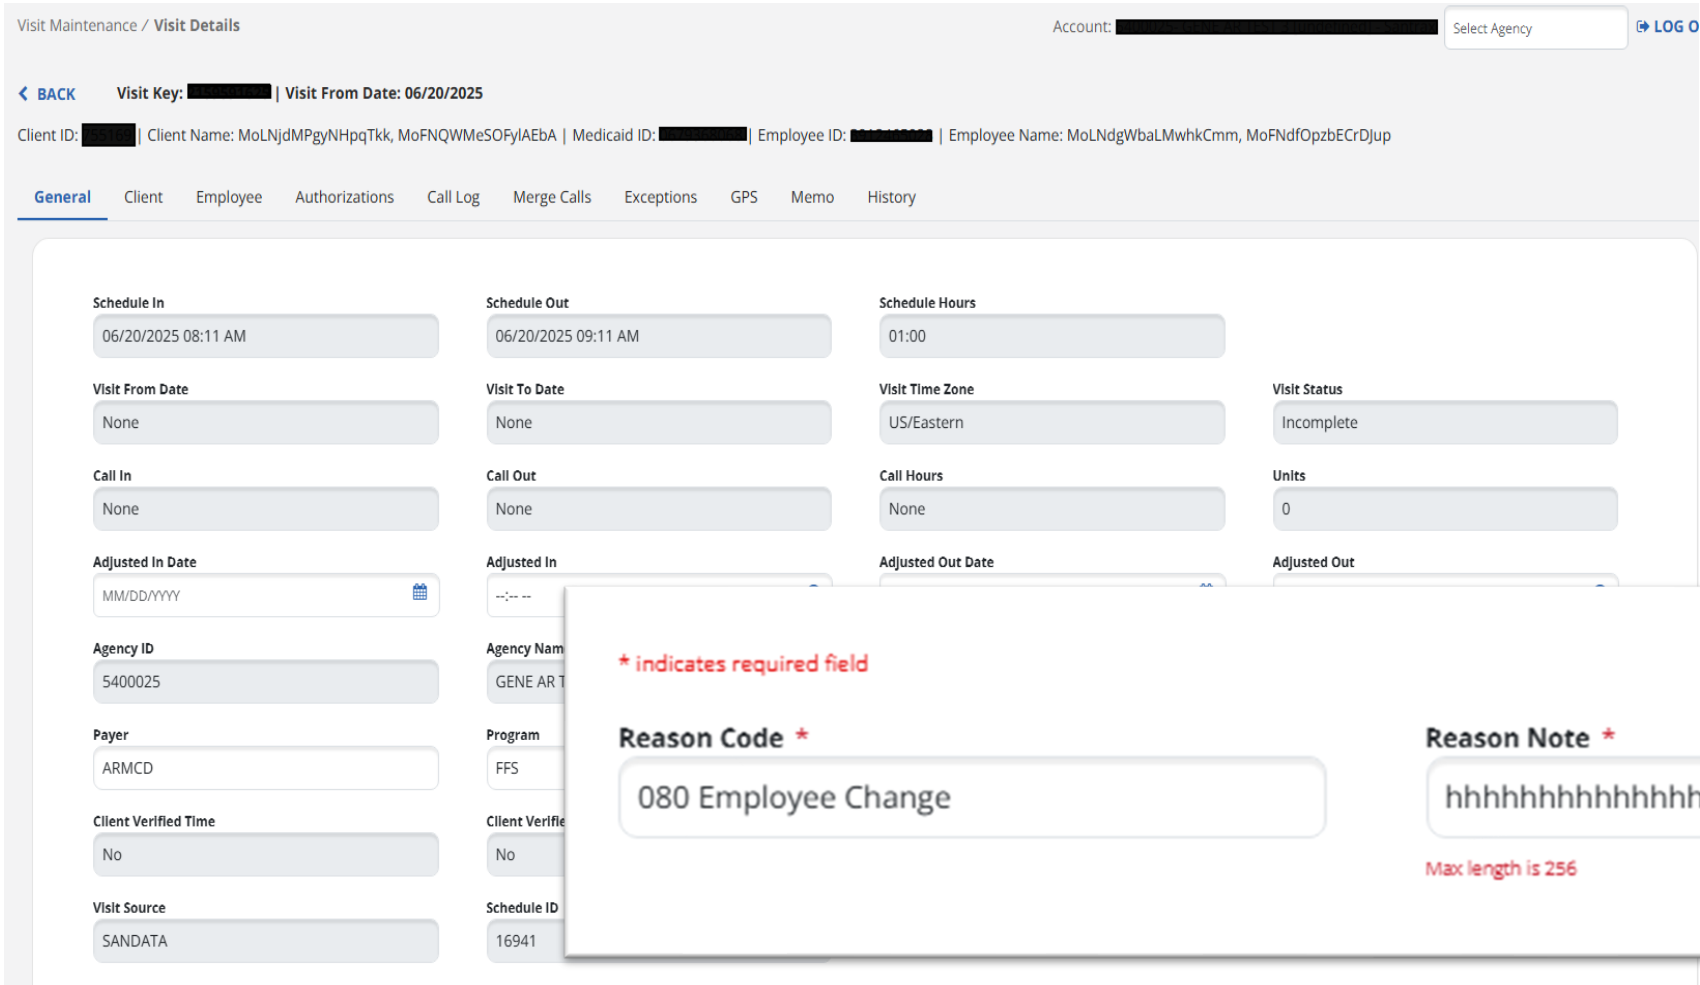 Visit Maintenance / Visit Details
Account:
Select Agency
LOG O
BACK
Visit Key: | Visit From Date: 06/20/2025
Client ID: | Client Name: MoLNjdMPgyNHpqTkk, MoFNQWMeSOFylAEbA | Medicaid ID: | Employee ID: | Employee Name: MoLNdgWbaLMwhkCmm, MoFNdfOpzbECrDJup
General Client Employee Authorizations Call Log Merge Calls Exceptions GPS Memo History
Schedule In Schedule Out Schedule Hours
06/20/2025 08:11 AM 06/20/2025 09:11 AM 01:00
Visit From Date Visit To Date Visit Time Zone Visit Status
None None US/Eastern Incomplete
Call In Call Out Call Hours Units
None None None 0
Adjusted In Date Adjusted In Adjusted Out Date Adjusted Out
MM/DD/YYYY --:-- --
Agency ID Agency Nam
5400025 GENE AR T
Payer Program
ARMCD FFS
Client Verified Time Client Verifie
No No
Visit Source Schedule ID
SANDATA 16941
* indicates required field
Reason Code * Reason Note *
080 Employee Change hhhhhhhhhhhhhh
Max length is 256